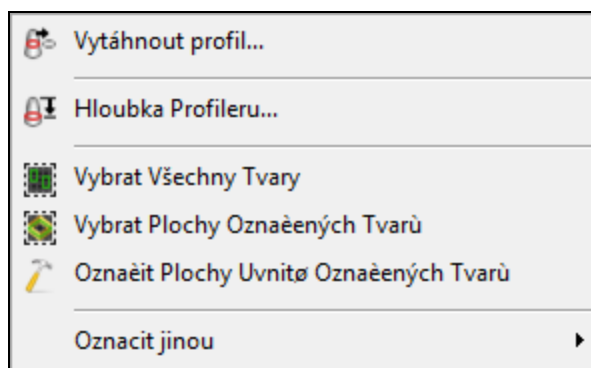 Vytáhnout profil...
Hloubka Profileru...
Vybrat Všechny Tvary
Vybrat Plochy Oznaèených Tvarù
Oznaèit Plochy Uvnitø Oznaèených Tvarù
Oznacit jinou